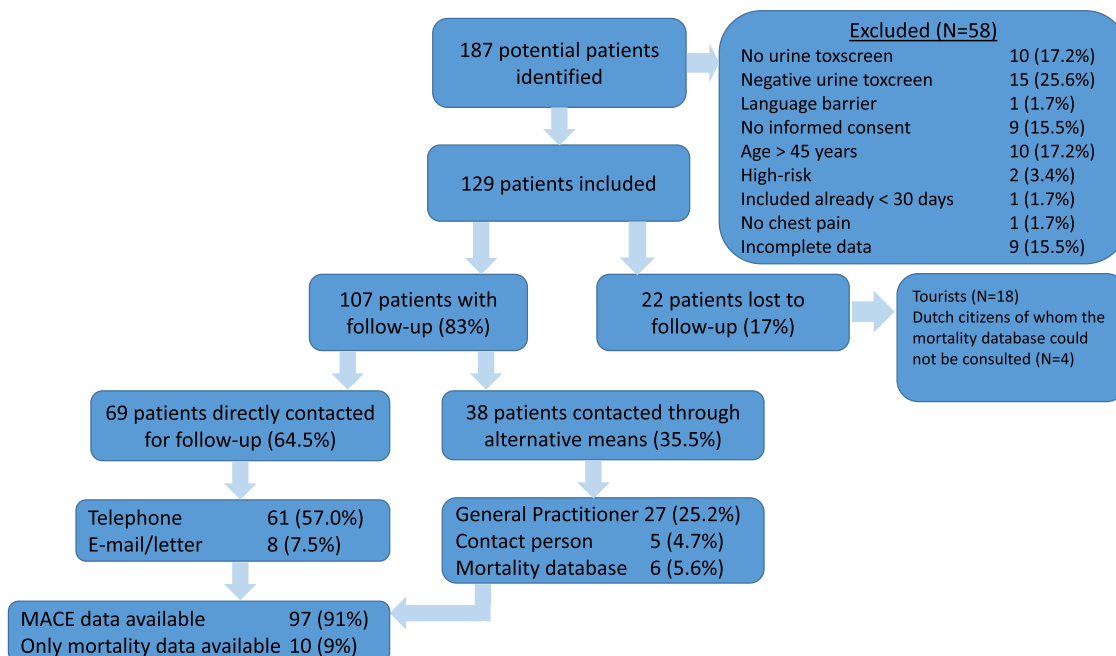 187 potential patients
identified
Excluded (N=58)
No urine toxscreen 10 (17.2%)
Negative urine toxcreen 15 (25.6%)
Language barrier 1 (1.7%)
No informed consent 9 (15.5%)
Age > 45 years 10 (17.2%)
High-risk 2 (3.4%)
Included already < 30 days 1 (1.7%)
No chest pain 1 (1.7%)
Incomplete data 9 (15.5%)
129 patients included
107 patients with
follow-up (83%)
22 patients lost to
follow-up (17%)
Tourists (N=18)
Dutch citizens of whom the
mortality database could
not be consulted (N=4)
69 patients directly contacted
for follow-up (64.5%)
38 patients contacted through
alternative means (35.5%)
Telephone 61 (57.0%)
E-mail/letter 8 (7.5%)
General Practitioner 27 (25.2%)
Contact person 5 (4.7%)
Mortality database 6 (5.6%)
MACE data available 97 (91%)
Only mortality data available 10 (9%)